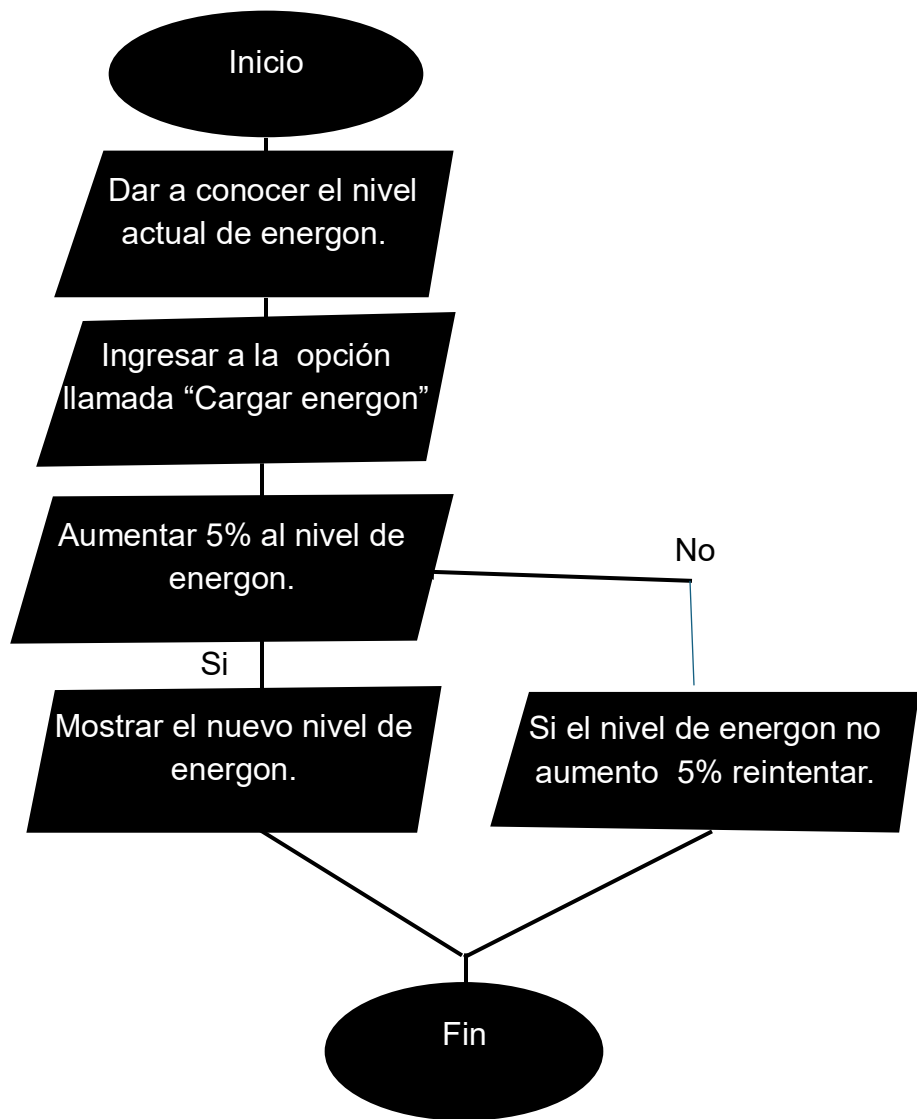 Inicio
Dar a conocer el nivel
actual de energon.
Ingresar a la opción
llamada “Cargar energon”
Aumentar 5% al nivel de
energon.
No
Si
Mostrar el nuevo nivel de
energon.
Si el nivel de energon no
aumento 5% reintentar.
Fin